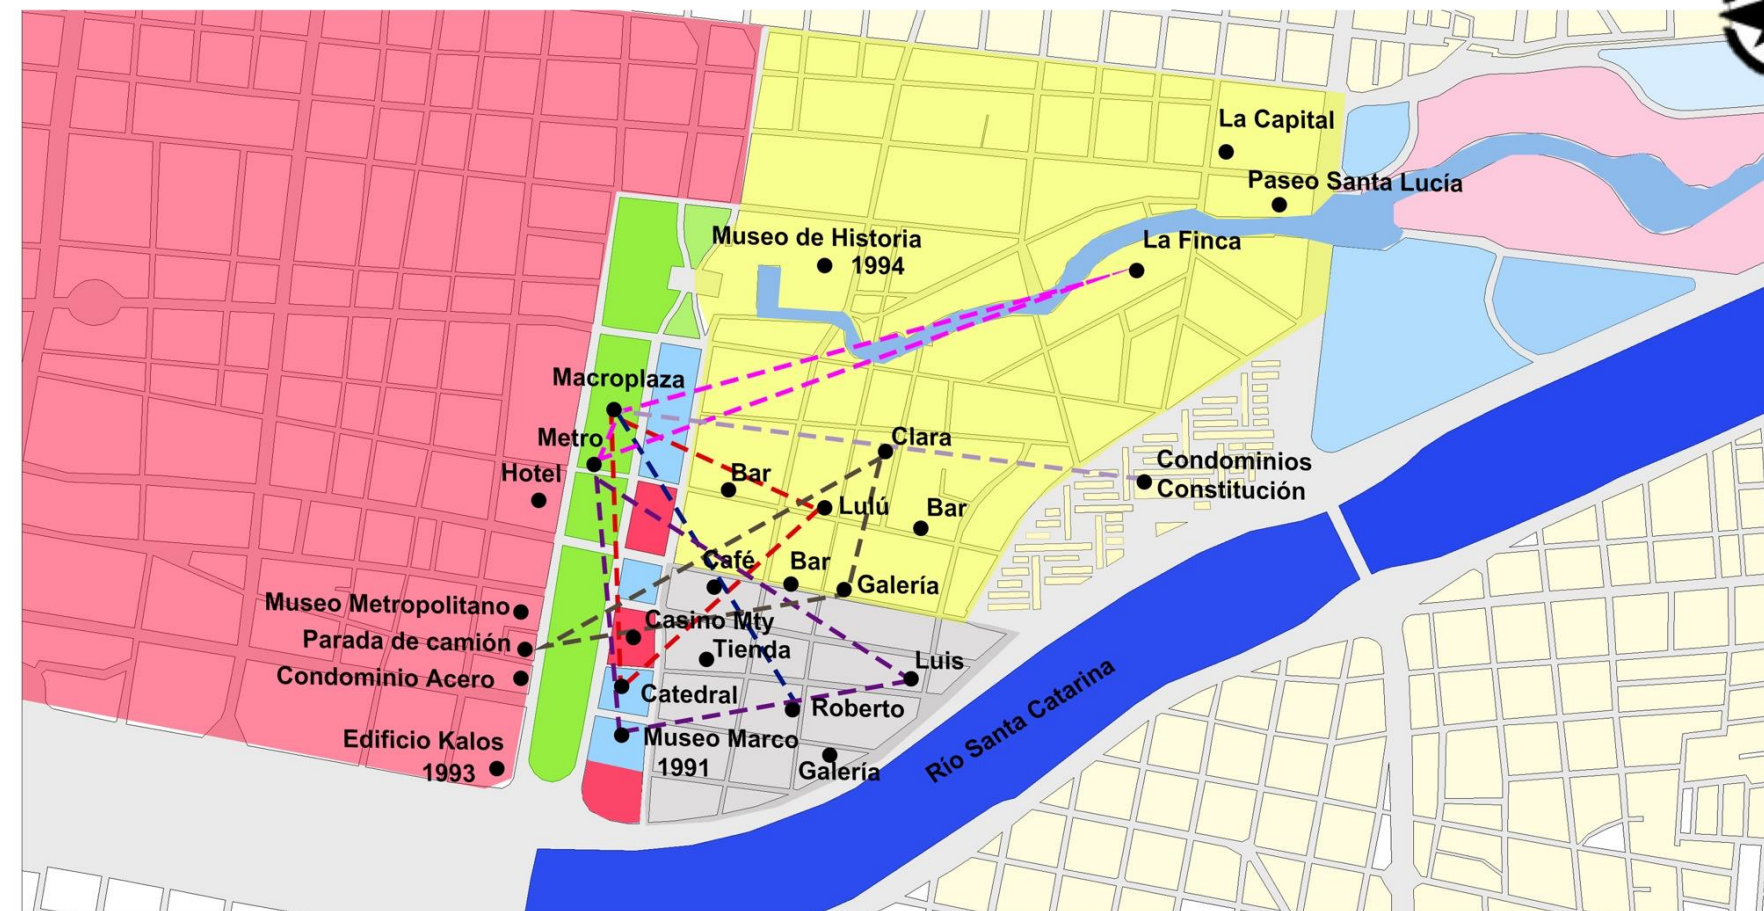 La Capital
Paseo Santa Lucía
Museo de Historia
1994
La Finca
Macroplaza
Metro
Hotel
Clara
Bar
Lulú
Bar
Condominios
Constitución
Café
Bar
Galería
Museo Metropolitano
Parada de camión
Condominio Acero
Casino Mty
Tienda
Luis
Catedral
Roberto
Edificio Kalos
1993
Museo Marco
1991
Galería
Río Santa Catarina